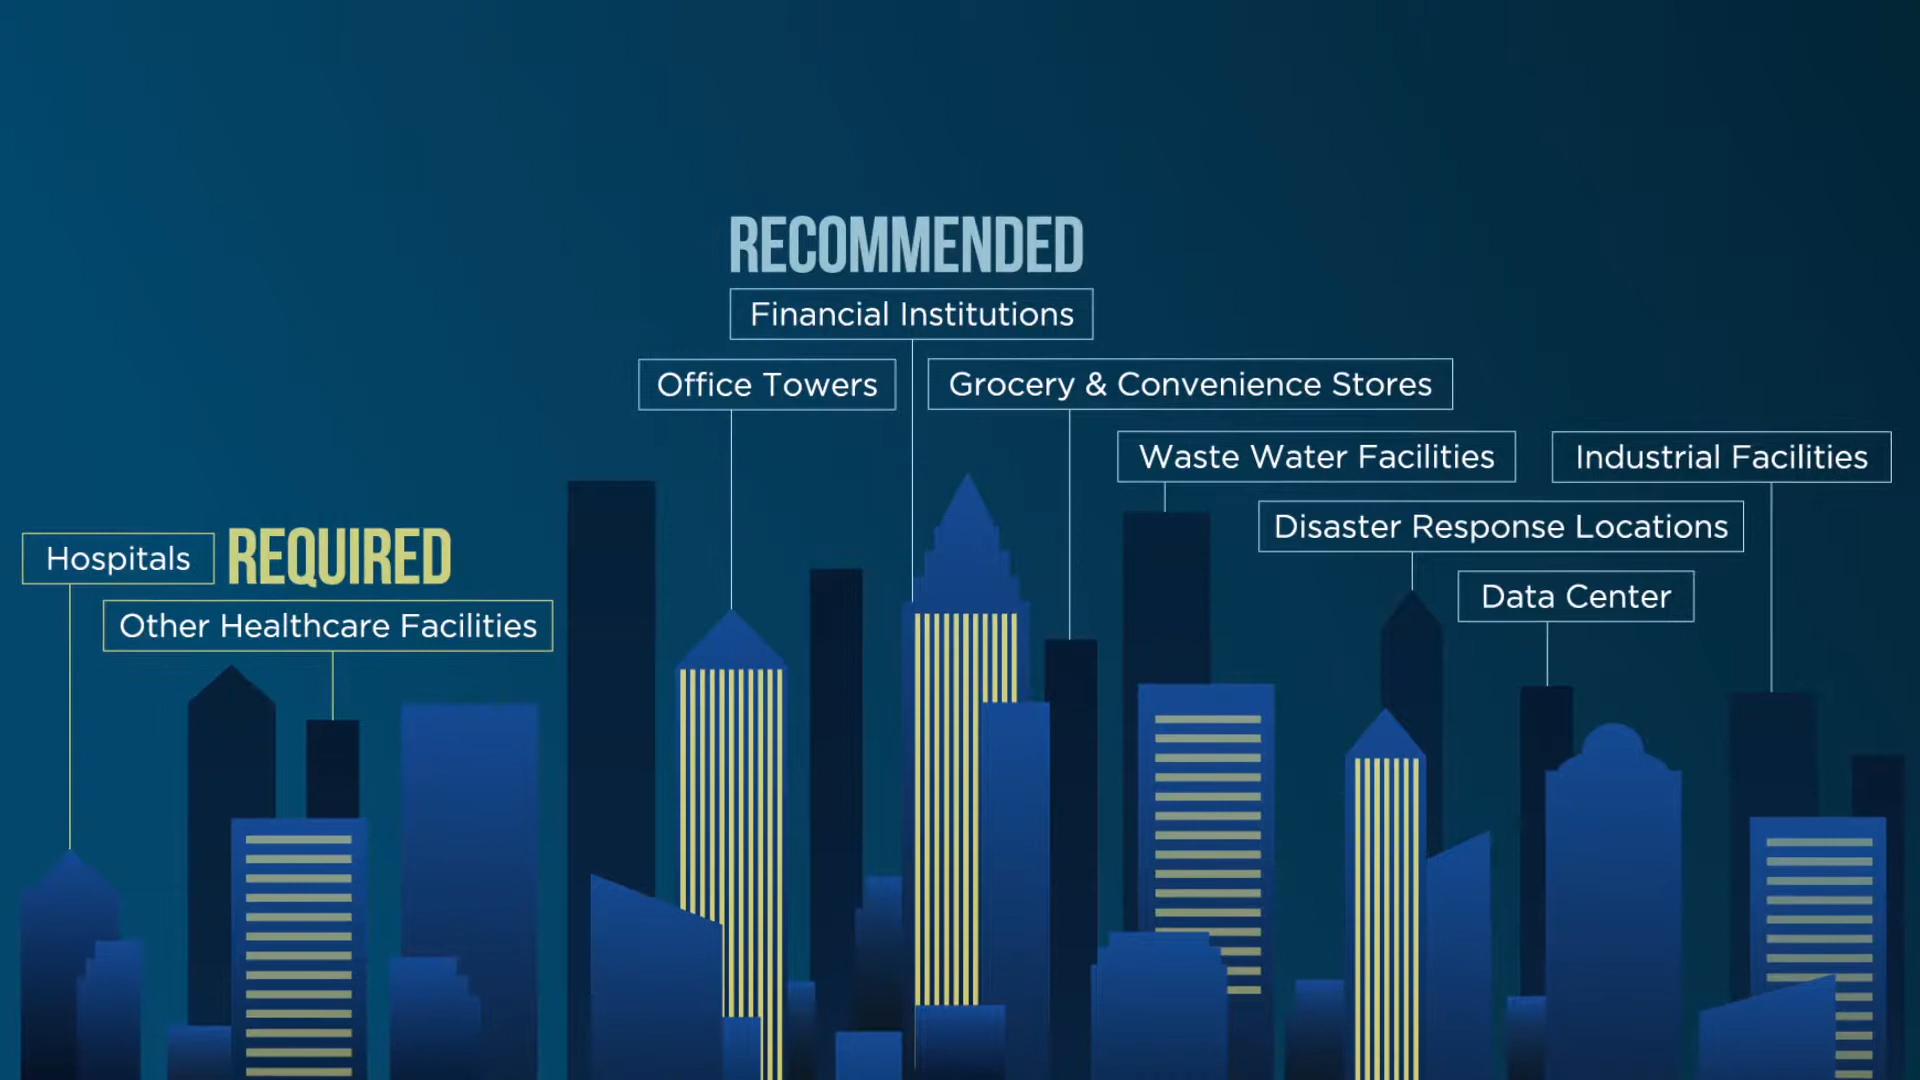 RECOMMENDED
Financial Institutions
Office Towers
Grocery & Convenience Stores
Waste Water Facilities
Industrial Facilities
Disaster Response Locations
Data Center
Hospitals
REQUIRED
Other Healthcare Facilities